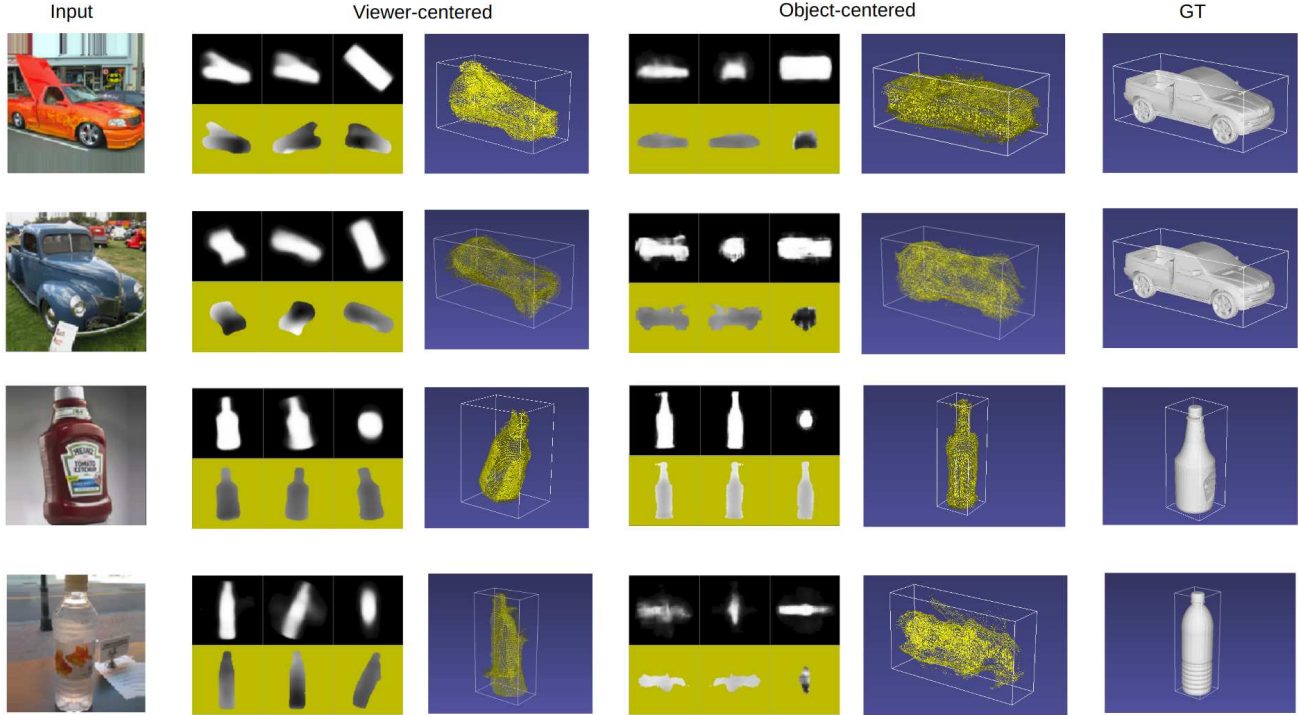 Input
Viewer-centered
Object-centered
GT
HEINZ
TOMATO
KETCHUP